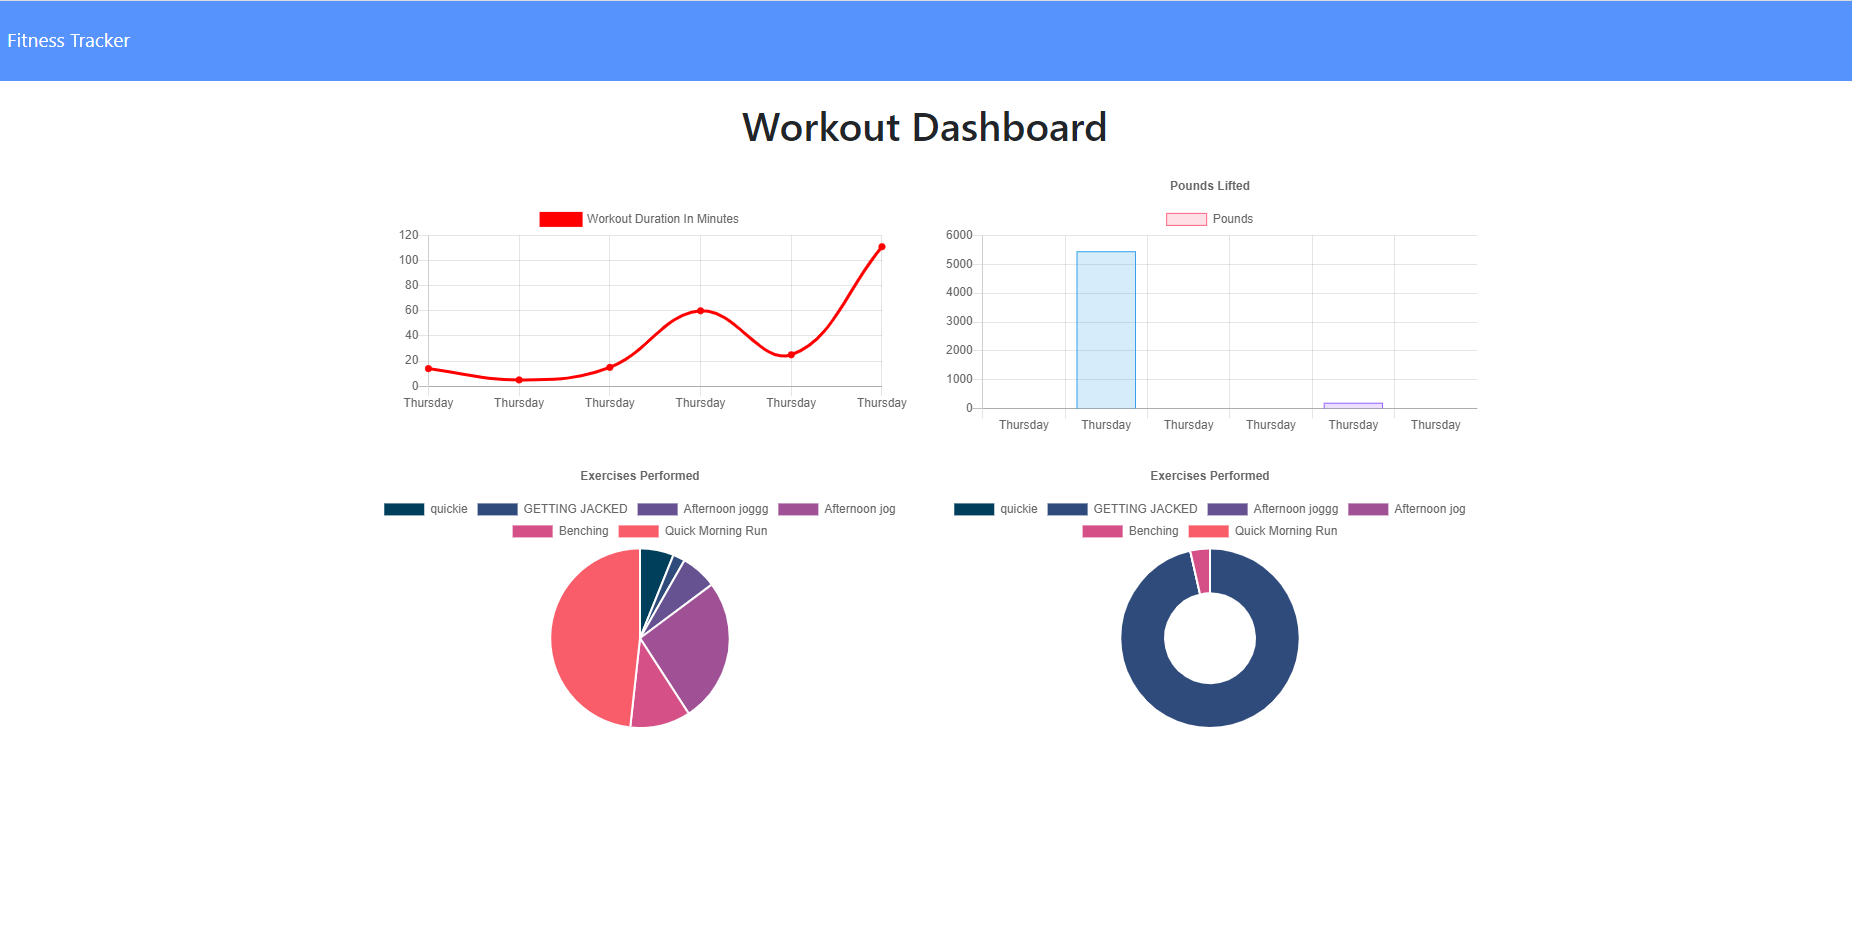 Fitness Tracker
Workout Dashboard
Workout Duration In Minutes
120
100
80
60
40
20
0
Thursday Thursday Thursday Thursday Thursday Thursday
Pounds Lifted
Pounds
6000
5000
4000
3000
2000
1000
0
Thursday Thursday Thursday Thursday Thursday Thursday
Exercises Performed
quickie GETTING JACKED Afternoon joggg Afternoon jog
Benching Quick Morning Run
Exercises Performed
quickie GETTING JACKED Afternoon joggg Afternoon jog
Benching Quick Morning Run